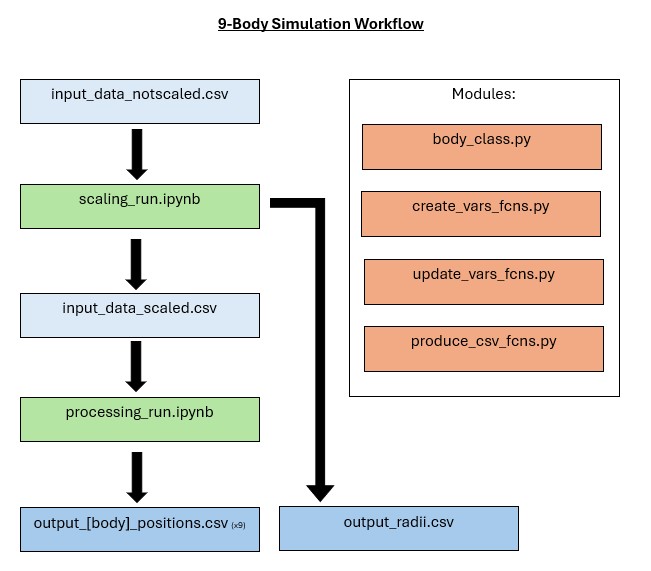 9-Body Simulation Workflow
input_data_notscaled.csv
scaling_run.ipynb
input_data_scaled.csv
processing_run.ipynb
output_[body]_positions.csv (x9)
output_radii.csv
Modules:
body_class.py
create_vars_fcns.py
update_vars_fcns.py
produce_csv_fcns.py